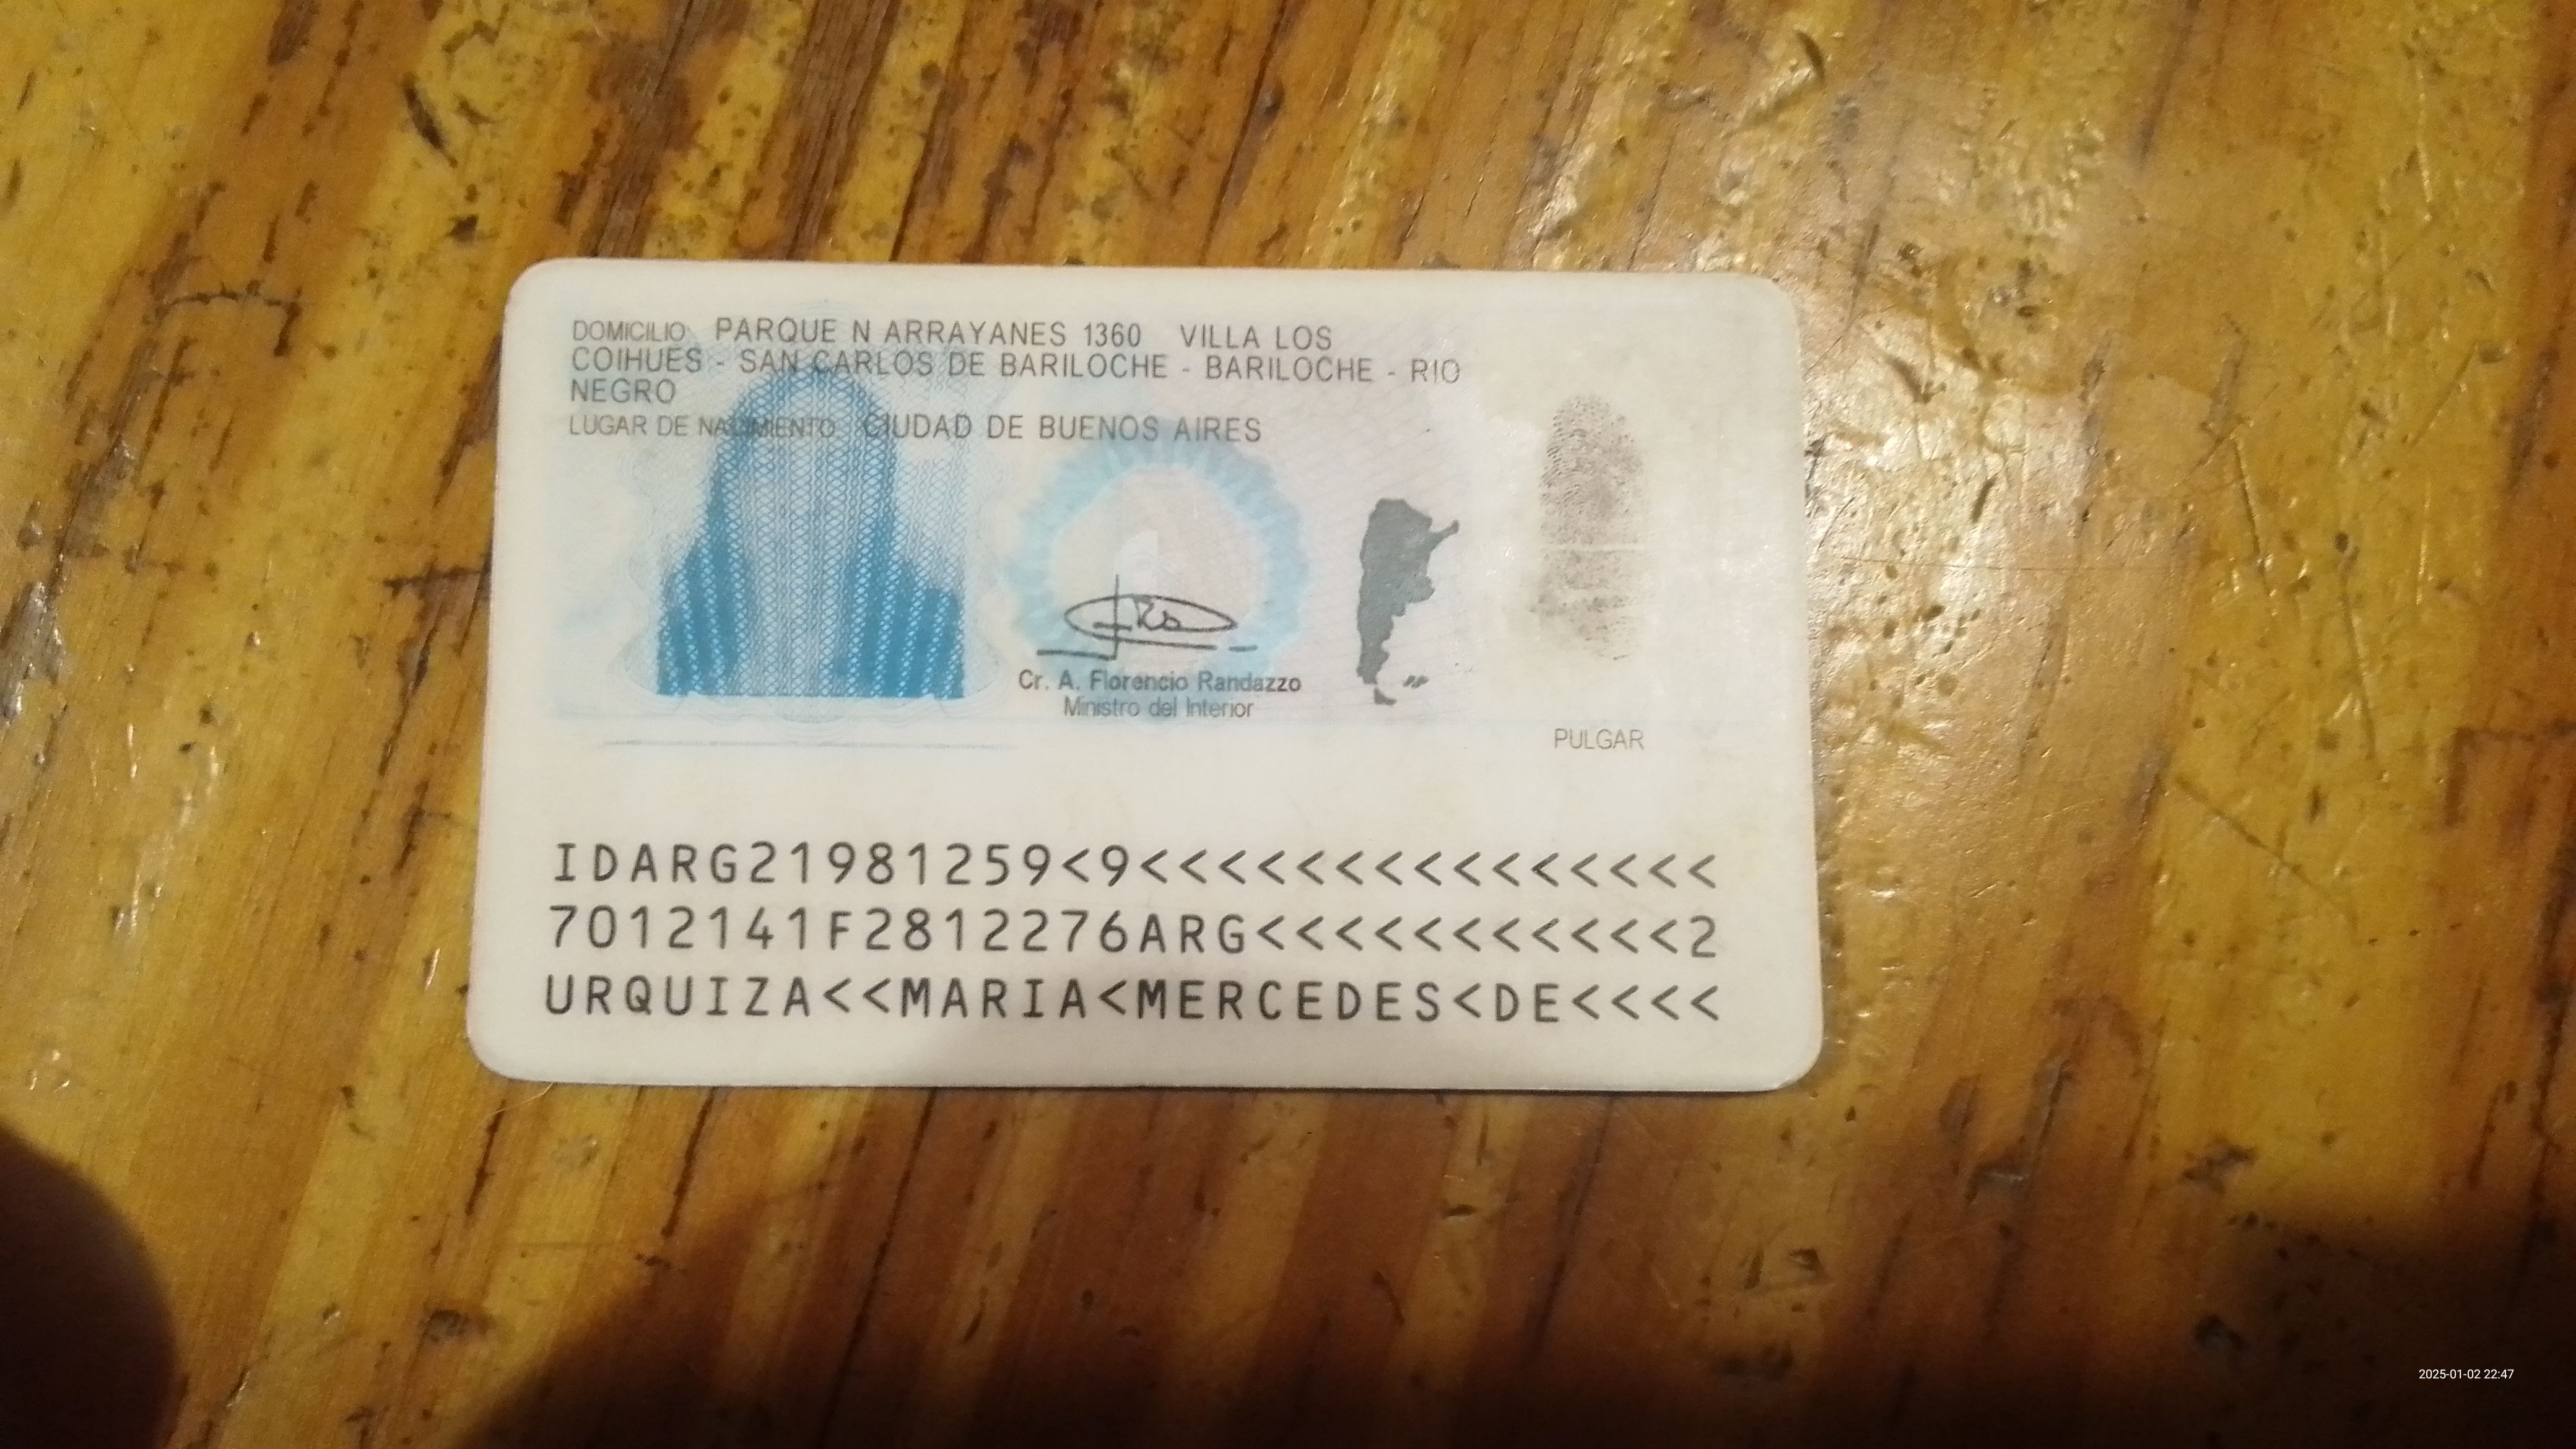 DOMICILIO: PARQUE N ARRAYANES 1360 VILLA LOS
COIHUES - SAN CARLOS DE BARILOCHE - BARILOCHE - RIO
NEGRO
LUGAR DE NACIMIENTO: CIUDAD DE BUENOS AIRES
Cr. A. Florencio Randazzo
Ministro del Interior
PULGAR
IDARG21981259<9<<<<<<<<<<<<<<<
7012141F2812276ARG<<<<<<<<<<<2
URQUIZA<<MARIA<MERCEDES<DE<<<<
2025-01-02 22:47